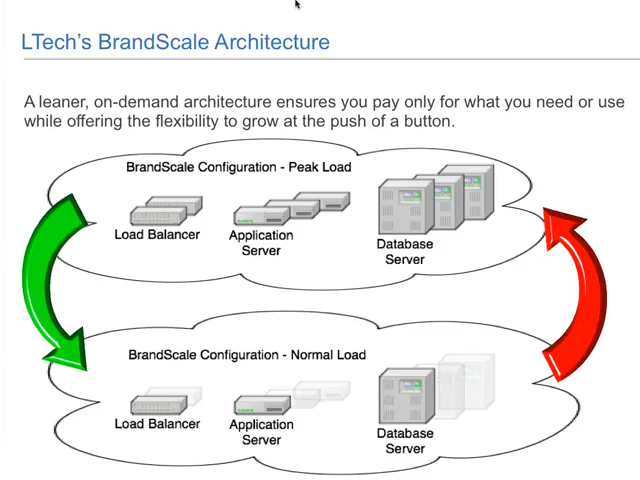 LTech's BrandScale Architecture
A leaner, on-demand architecture ensures you pay only for what you need or use
while offering the flexibility to grow at the push of a button.
BrandScale Configuration - Peak Load
Load Balancer
Application
Server
Database
Server
BrandScale Configuration - Normal Load
Load Balancer
Application
Server
Database
Server